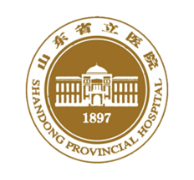 山东省立医院
1897
SHANDONG PROVINCIAL HOSPITAL